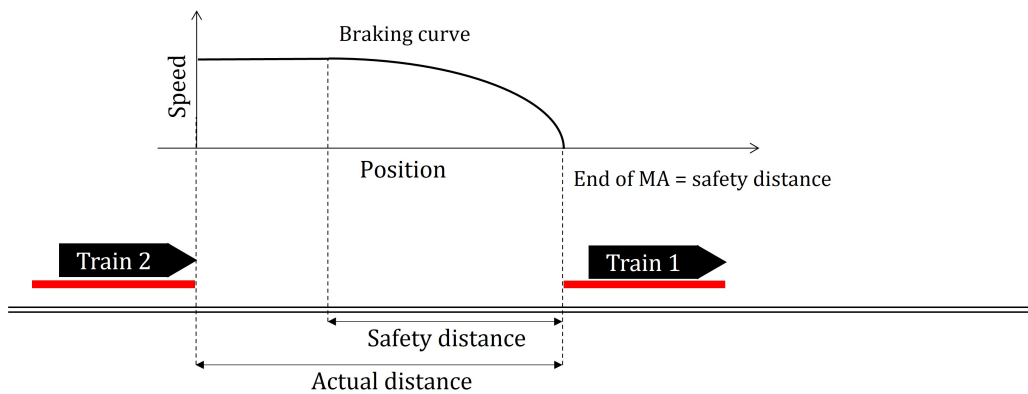 Braking curve
Speed
Position
End of MA = safety distance
Train 2
Train 1
Safety distance
Actual distance